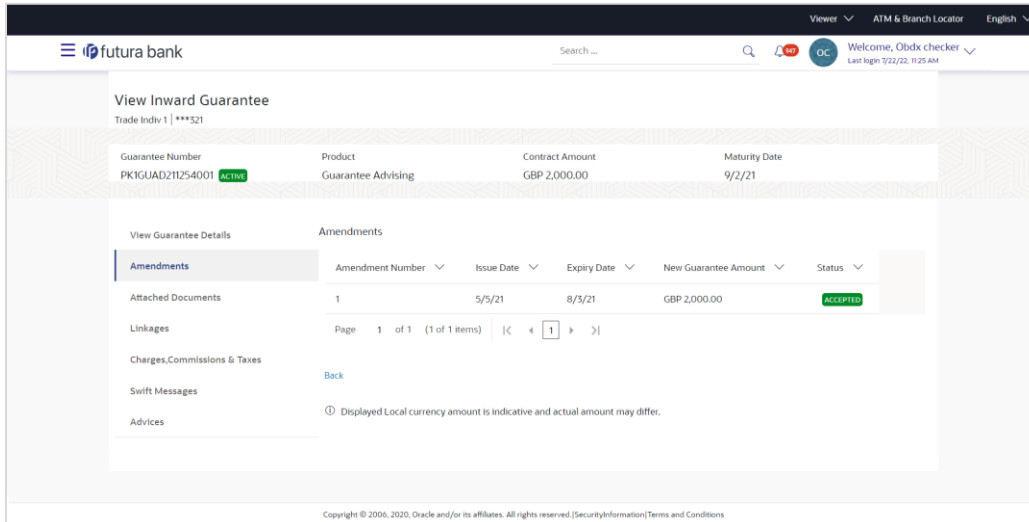 Viewer ATM & Branch Locator English
futura bank Search ... 947 OC Welcome, Obdx checker
Last login 7/22/22, 11:25 AM
View Inward Guarantee
Trade Indiv 1 | ***321
Guarantee Number Product Contract Amount Maturity Date
PK1GUAD211254001 ACTIVE Guarantee Advising GBP 2,000.00 9/2/21
View Guarantee Details
Amendments
Attached Documents
Linkages
Charges,Commissions & Taxes
Swift Messages
Advices
Amendments
Amendment Number Issue Date Expiry Date New Guarantee Amount Status
1 5/5/21 8/3/21 GBP 2,000.00 ACCEPTED
Page 1 of 1 (1 of 1 items) 1
Back
Displayed Local currency amount is indicative and actual amount may differ.
Copyright © 2006, 2020, Oracle and/or its affiliates. All rights reserved.|SecurityInformation|Terms and Conditions